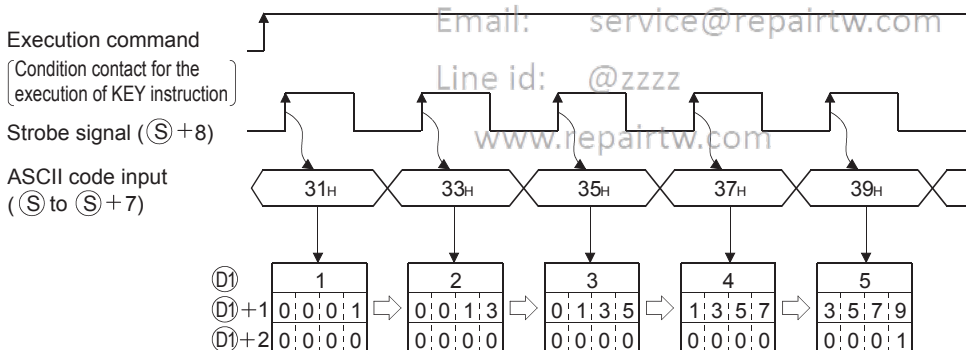 Email: service@repairtw.com
Execution command
Condition contact for the
execution of KEY instruction
Line id: @zzzz
Strobe signal (Ⓢ+8)
www.repairtw.com
ASCII code input
(Ⓢ to Ⓢ+7)
31H 33H 35H 37H 39H
D1 1 2 3 4 5
D1+1 0 0 0 1 0 0 1 3 0 1 3 5 1 3 5 7 3 5 7 9
D1+2 0 0 0 0 0 0 0 0 0 0 0 0 0 0 0 0 0 0 0 1